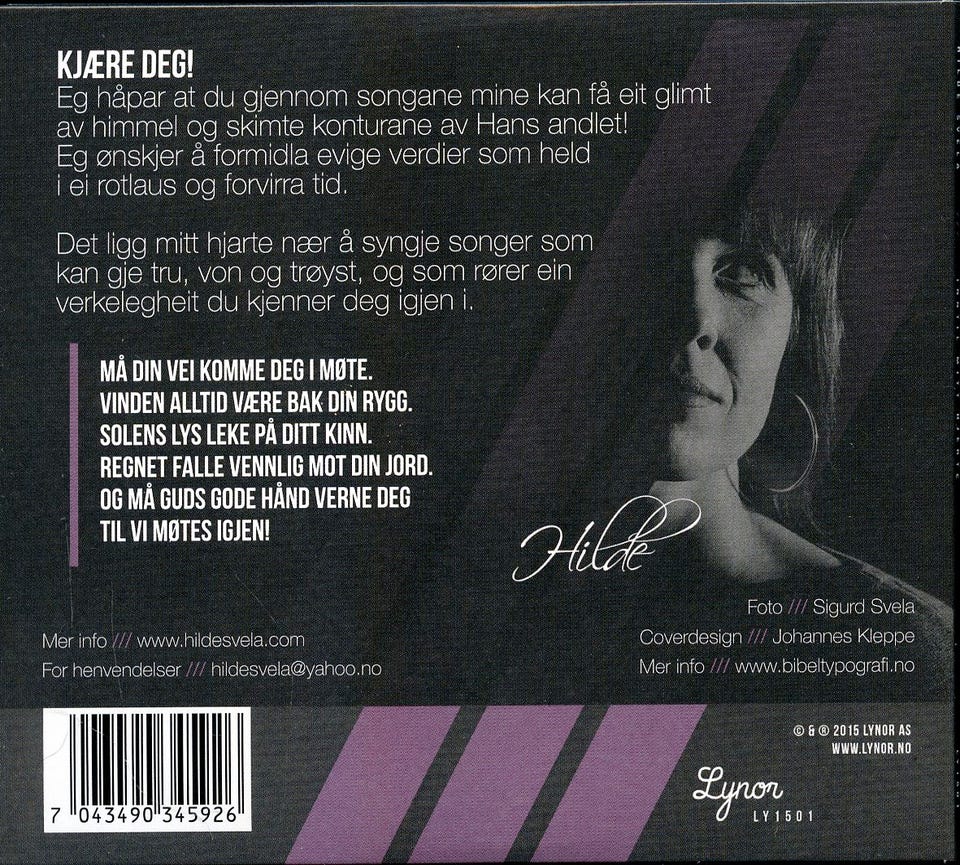 KJÆRE DEG!
Eg håpar at du gjennom songane mine kan få eit glimt
av himmel og skimte konturane av Hans andlet!
Eg ønskjer å formidla evige verdier som held
i ei rotlaus og forvirra tid.
Det ligg mitt hjarte nær å syngje songer som
kan gje tru, von og trøyst, og som rører ein
verkelegheit du kjenner deg igjen i.
MÅ DIN VEI KOMME DEG I MØTE.
VINDEN ALLTID VÆRE BAK DIN RYGG.
SOLENS LYS LEKE PÅ DITT KINN.
REGNET FALLE VENNLIG MOT DIN JORD.
OG MÅ GUDS GODE HÅND VERNE DEG
TIL VI MØTES IGJEN!
Hilde
Foto /// Sigurd Svela
Coverdesign /// Johannes Kleppe
Mer info /// www.bibeltypografi.no
Mer info /// www.hildesvela.com
For henvendelser /// hildesvela@yahoo.no
7 043490 345926
© & ® 2015 LYNOR AS
WWW.LYNOR.NO
Lynor
LY1501